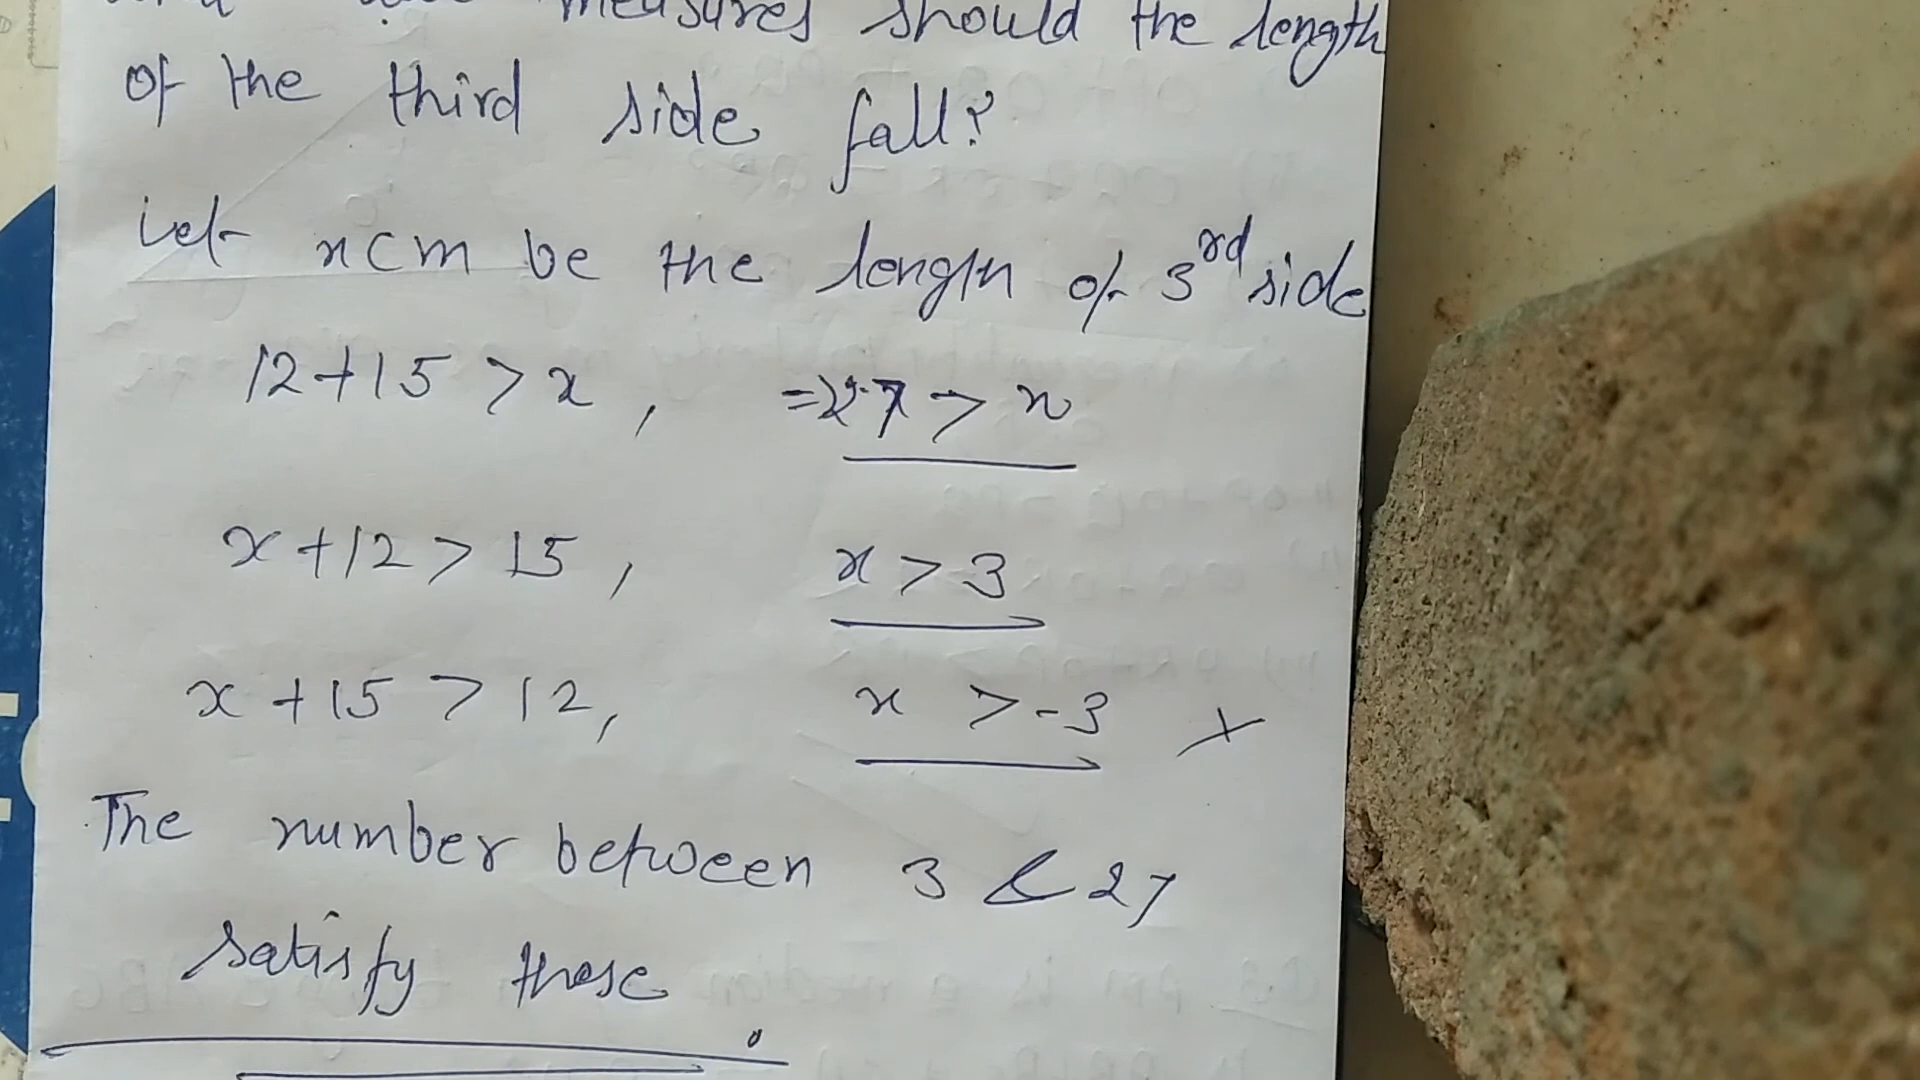 measures should the length
of the third side fall?
Let x cm be the length of 3rd side
12+15 > x, => 27 > x
x+12 > 15, x > 3
x+15 > 12, x > -3 ×
The number between 3 & 27
satisfy these.